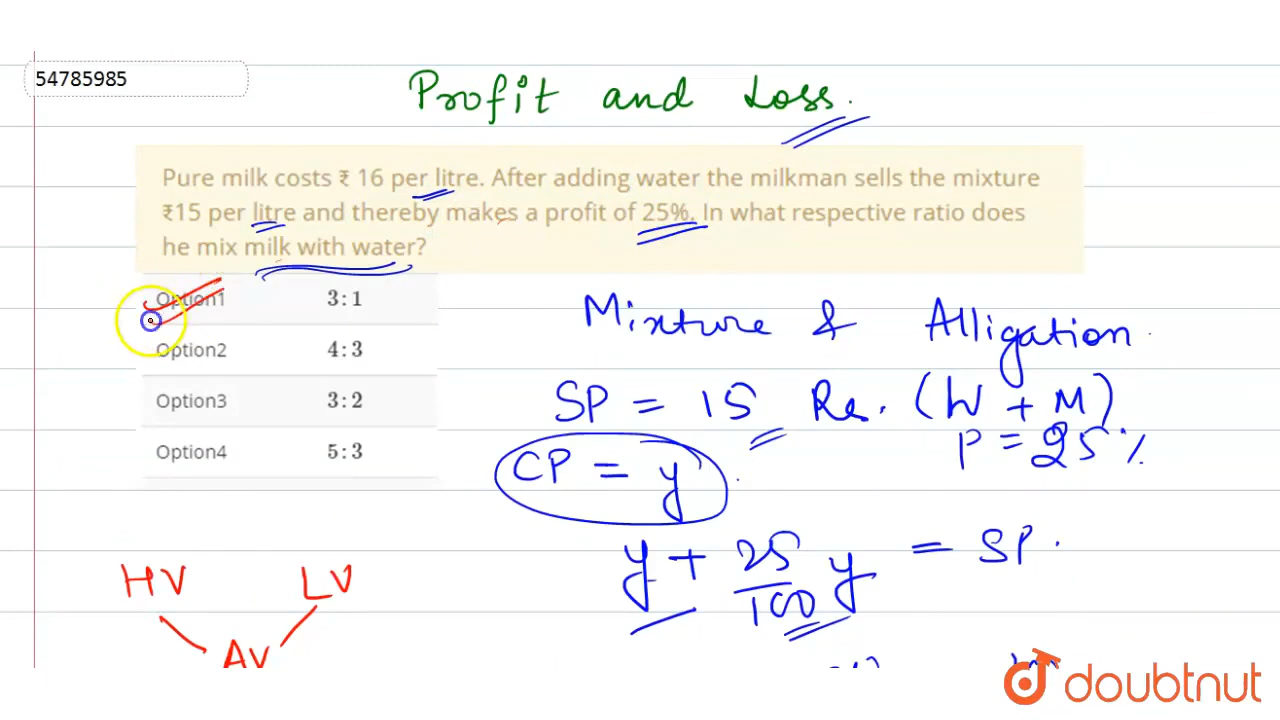 54785985
Profit and Loss.
Pure milk costs ₹ 16 per litre. After adding water the milkman sells the mixture
₹15 per litre and thereby makes a profit of 25%. In what respective ratio does
he mix milk with water?
Option1 3:1
Option2 4:3
Option3 3:2
Option4 5:3
Mixture & Alligation.
SP = 15 Rs. (W + M)
P = 25%
CP = y
y + 25/100 y = SP.
HV LV
AV
doubtnut